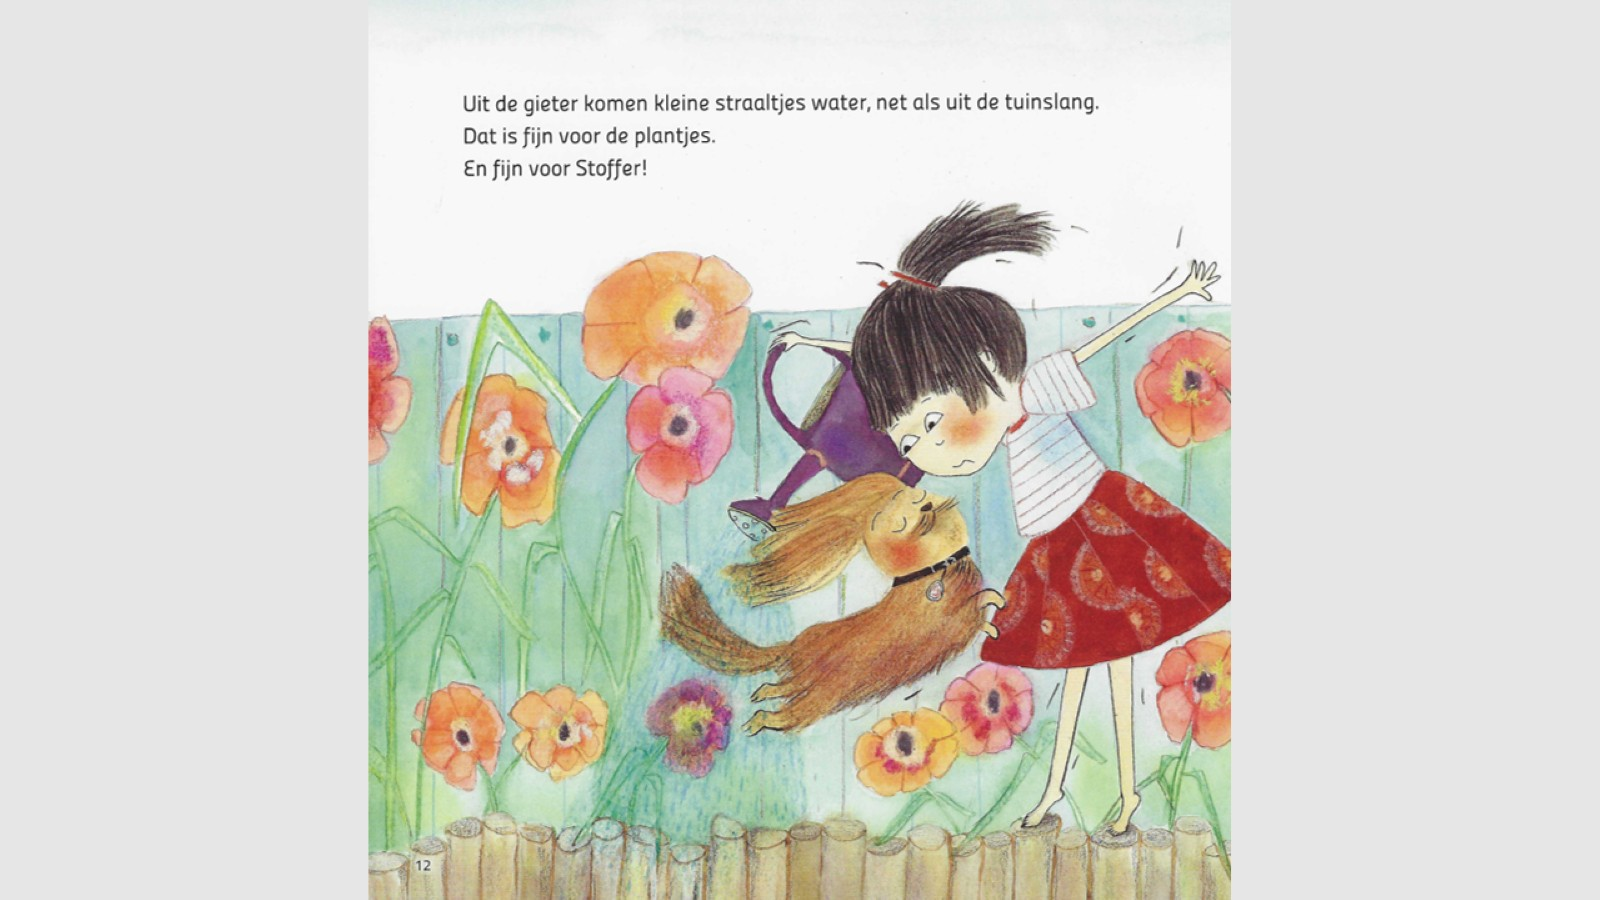 Uit de gieter komen kleine straaltjes water, net als uit de tuinslang.
Dat is fijn voor de plantjes.
En fijn voor Stoffer!
12